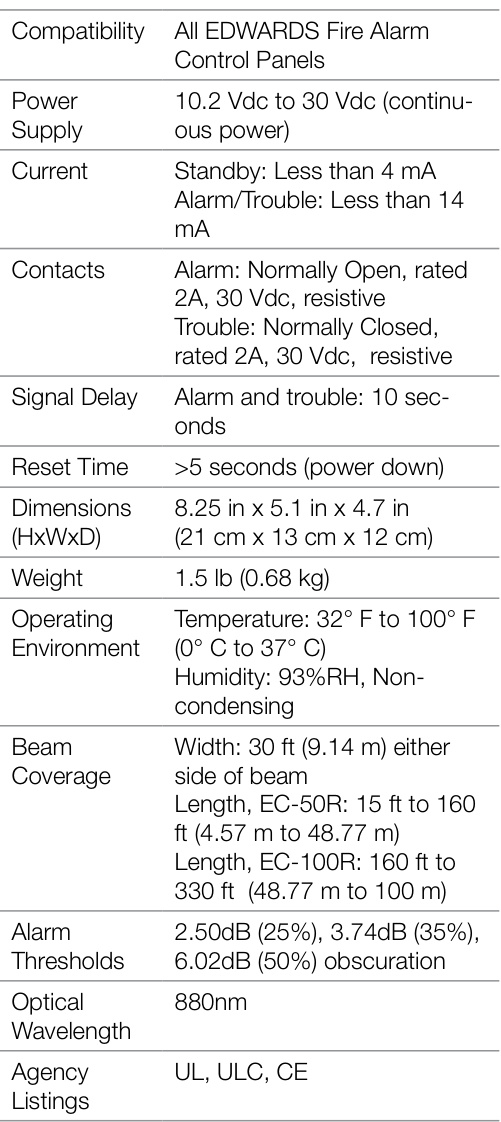 Compatibility All EDWARDS Fire Alarm
Control Panels
Power 10.2 Vdc to 30 Vdc (continu-
Supply ous power)
Current Standby: Less than 4 mA
Alarm/Trouble: Less than 14
mA
Contacts Alarm: Normally Open, rated
2A, 30 Vdc, resistive
Trouble: Normally Closed,
rated 2A, 30 Vdc, resistive
Signal Delay Alarm and trouble: 10 sec-
onds
Reset Time >5 seconds (power down)
Dimensions 8.25 in x 5.1 in x 4.7 in
(HxWxD) (21 cm x 13 cm x 12 cm)
Weight 1.5 lb (0.68 kg)
Operating Temperature: 32° F to 100° F
Environment (0° C to 37° C)
Humidity: 93%RH, Non-
condensing
Beam Width: 30 ft (9.14 m) either
Coverage side of beam
Length, EC-50R: 15 ft to 160
ft (4.57 m to 48.77 m)
Length, EC-100R: 160 ft to
330 ft (48.77 m to 100 m)
Alarm 2.50dB (25%), 3.74dB (35%),
Thresholds 6.02dB (50%) obscuration
Optical 880nm
Wavelength
Agency UL, ULC, CE
Listings